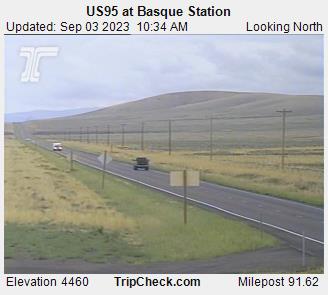 US95 at Basque Station
Updated: Sep 03 2023 10:34 AM Looking North
Elevation 4460 TripCheck.com Milepost 91.62